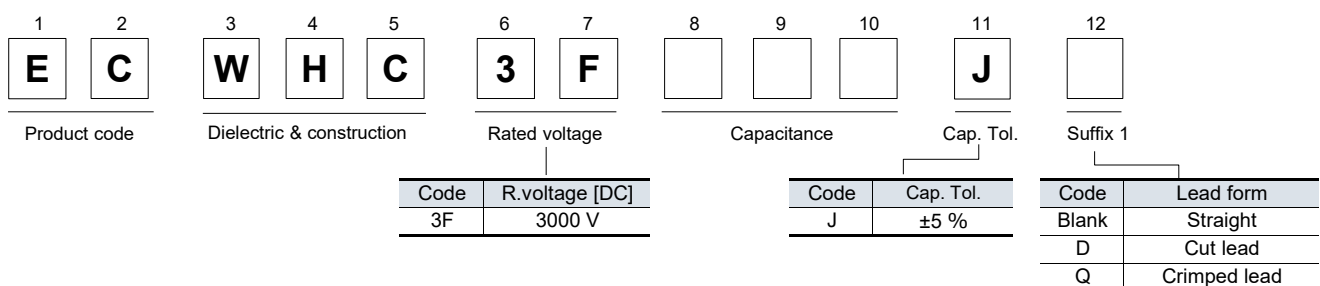 1 2 3 4 5 6 7 8 9 10 11 12
E C W H C 3 F J
Product code Dielectric & construction Rated voltage Capacitance Cap. Tol. Suffix 1
Code R.voltage [DC] Code Cap. Tol. Code Lead form
3F 3000 V J ±5 % Blank Straight
D Cut lead
Q Crimped lead